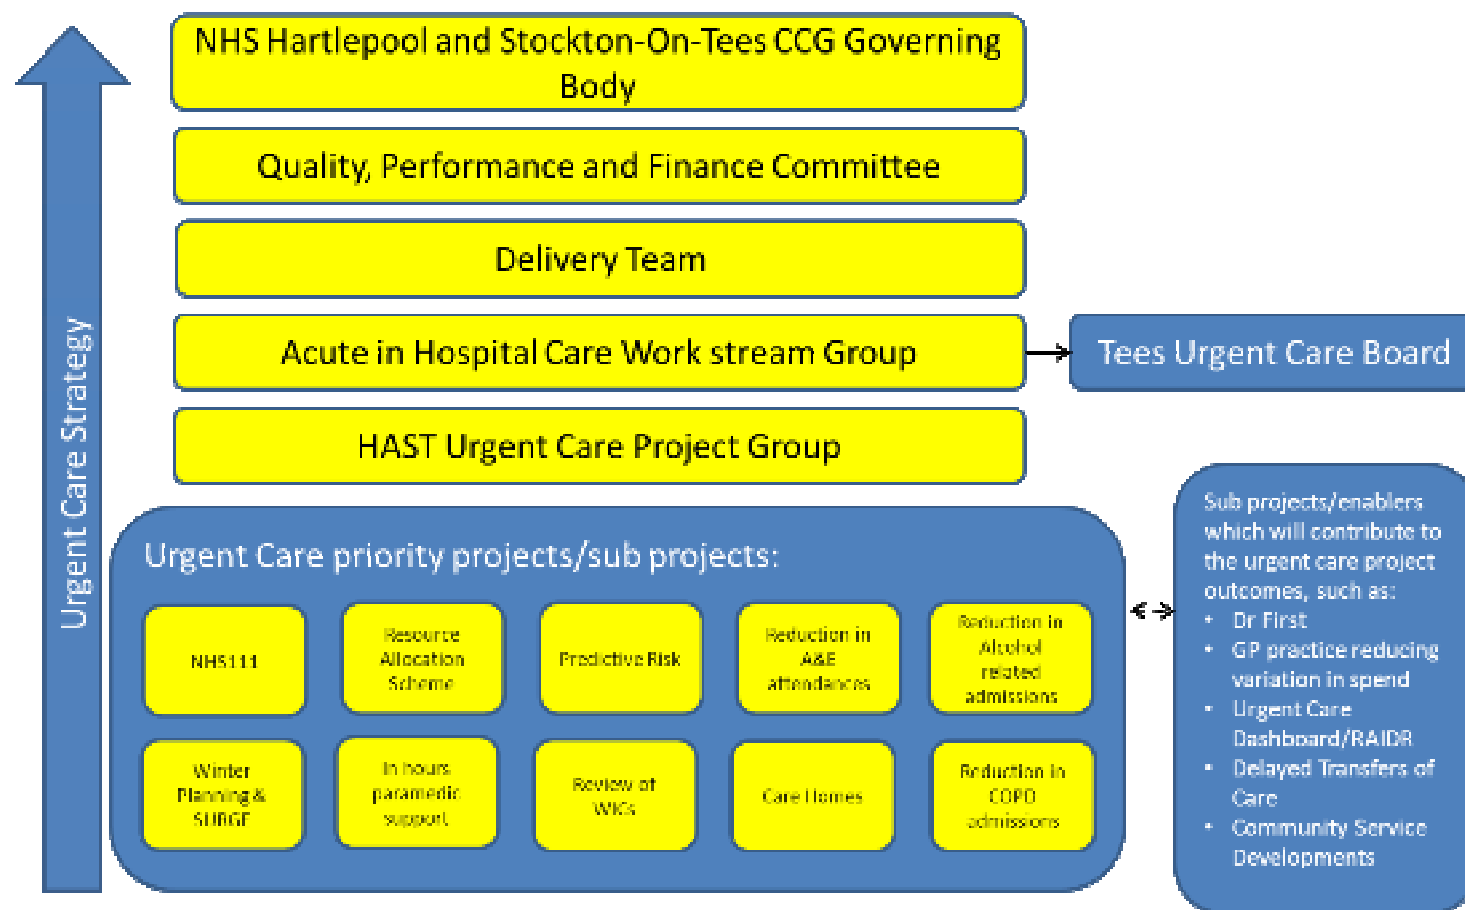 NHS Hartlepool and Stockton-On-Tees CCG Governing
Body
Quality, Performance and Finance Committee
Delivery Team
Acute in Hospital Care Work stream Group
Tees Urgent Care Board
HAST Urgent Care Project Group
Urgent Care Strategy
Urgent Care priority projects/sub projects:
NHS111
Resource
Allocation
Scheme
Predictive Risk
Reduction in
A&E
attendances
Reduction in
Alcohol
related
admissions
Winter
Planning &
SURGE
In hours
paramedic
support
Review of
WICs
Care Homes
Reduction in
COPD
admissions
Sub projects/enablers
which will contribute to
the urgent care project
outcomes, such as:
• Dr First
• GP practice reducing
variation in spend
• Urgent Care
Dashboard/RAIDR
• Delayed Transfers of
Care
• Community Service
Developments